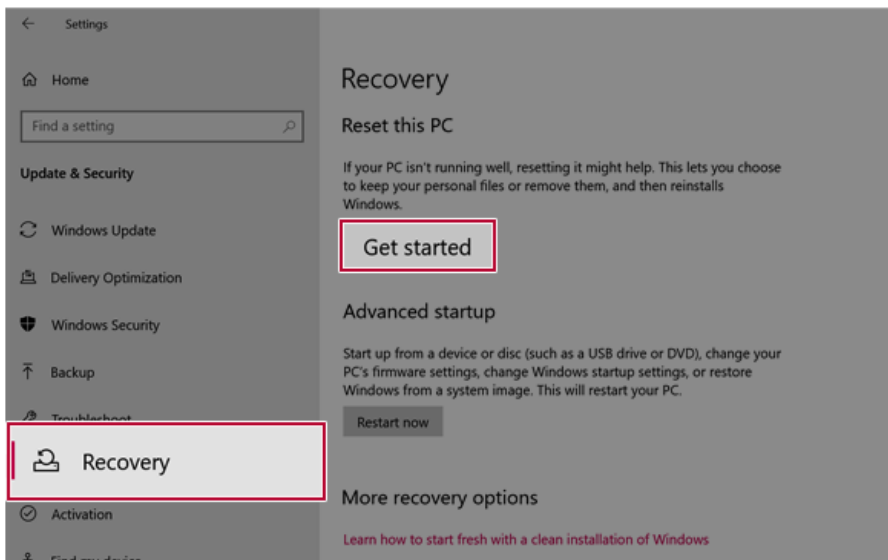 Settings
Home
Find a setting
Update & Security
Windows Update
Delivery Optimization
Windows Security
Backup
Troubleshoot
Recovery
Activation
Find my device
Recovery
Reset this PC
If your PC isn't running well, resetting it might help. This lets you choose
to keep your personal files or remove them, and then reinstalls
Windows.
Get started
Advanced startup
Start up from a device or disc (such as a USB drive or DVD), change your
PC's firmware settings, change Windows startup settings, or restore
Windows from a system image. This will restart your PC.
Restart now
More recovery options
Learn how to start fresh with a clean installation of Windows